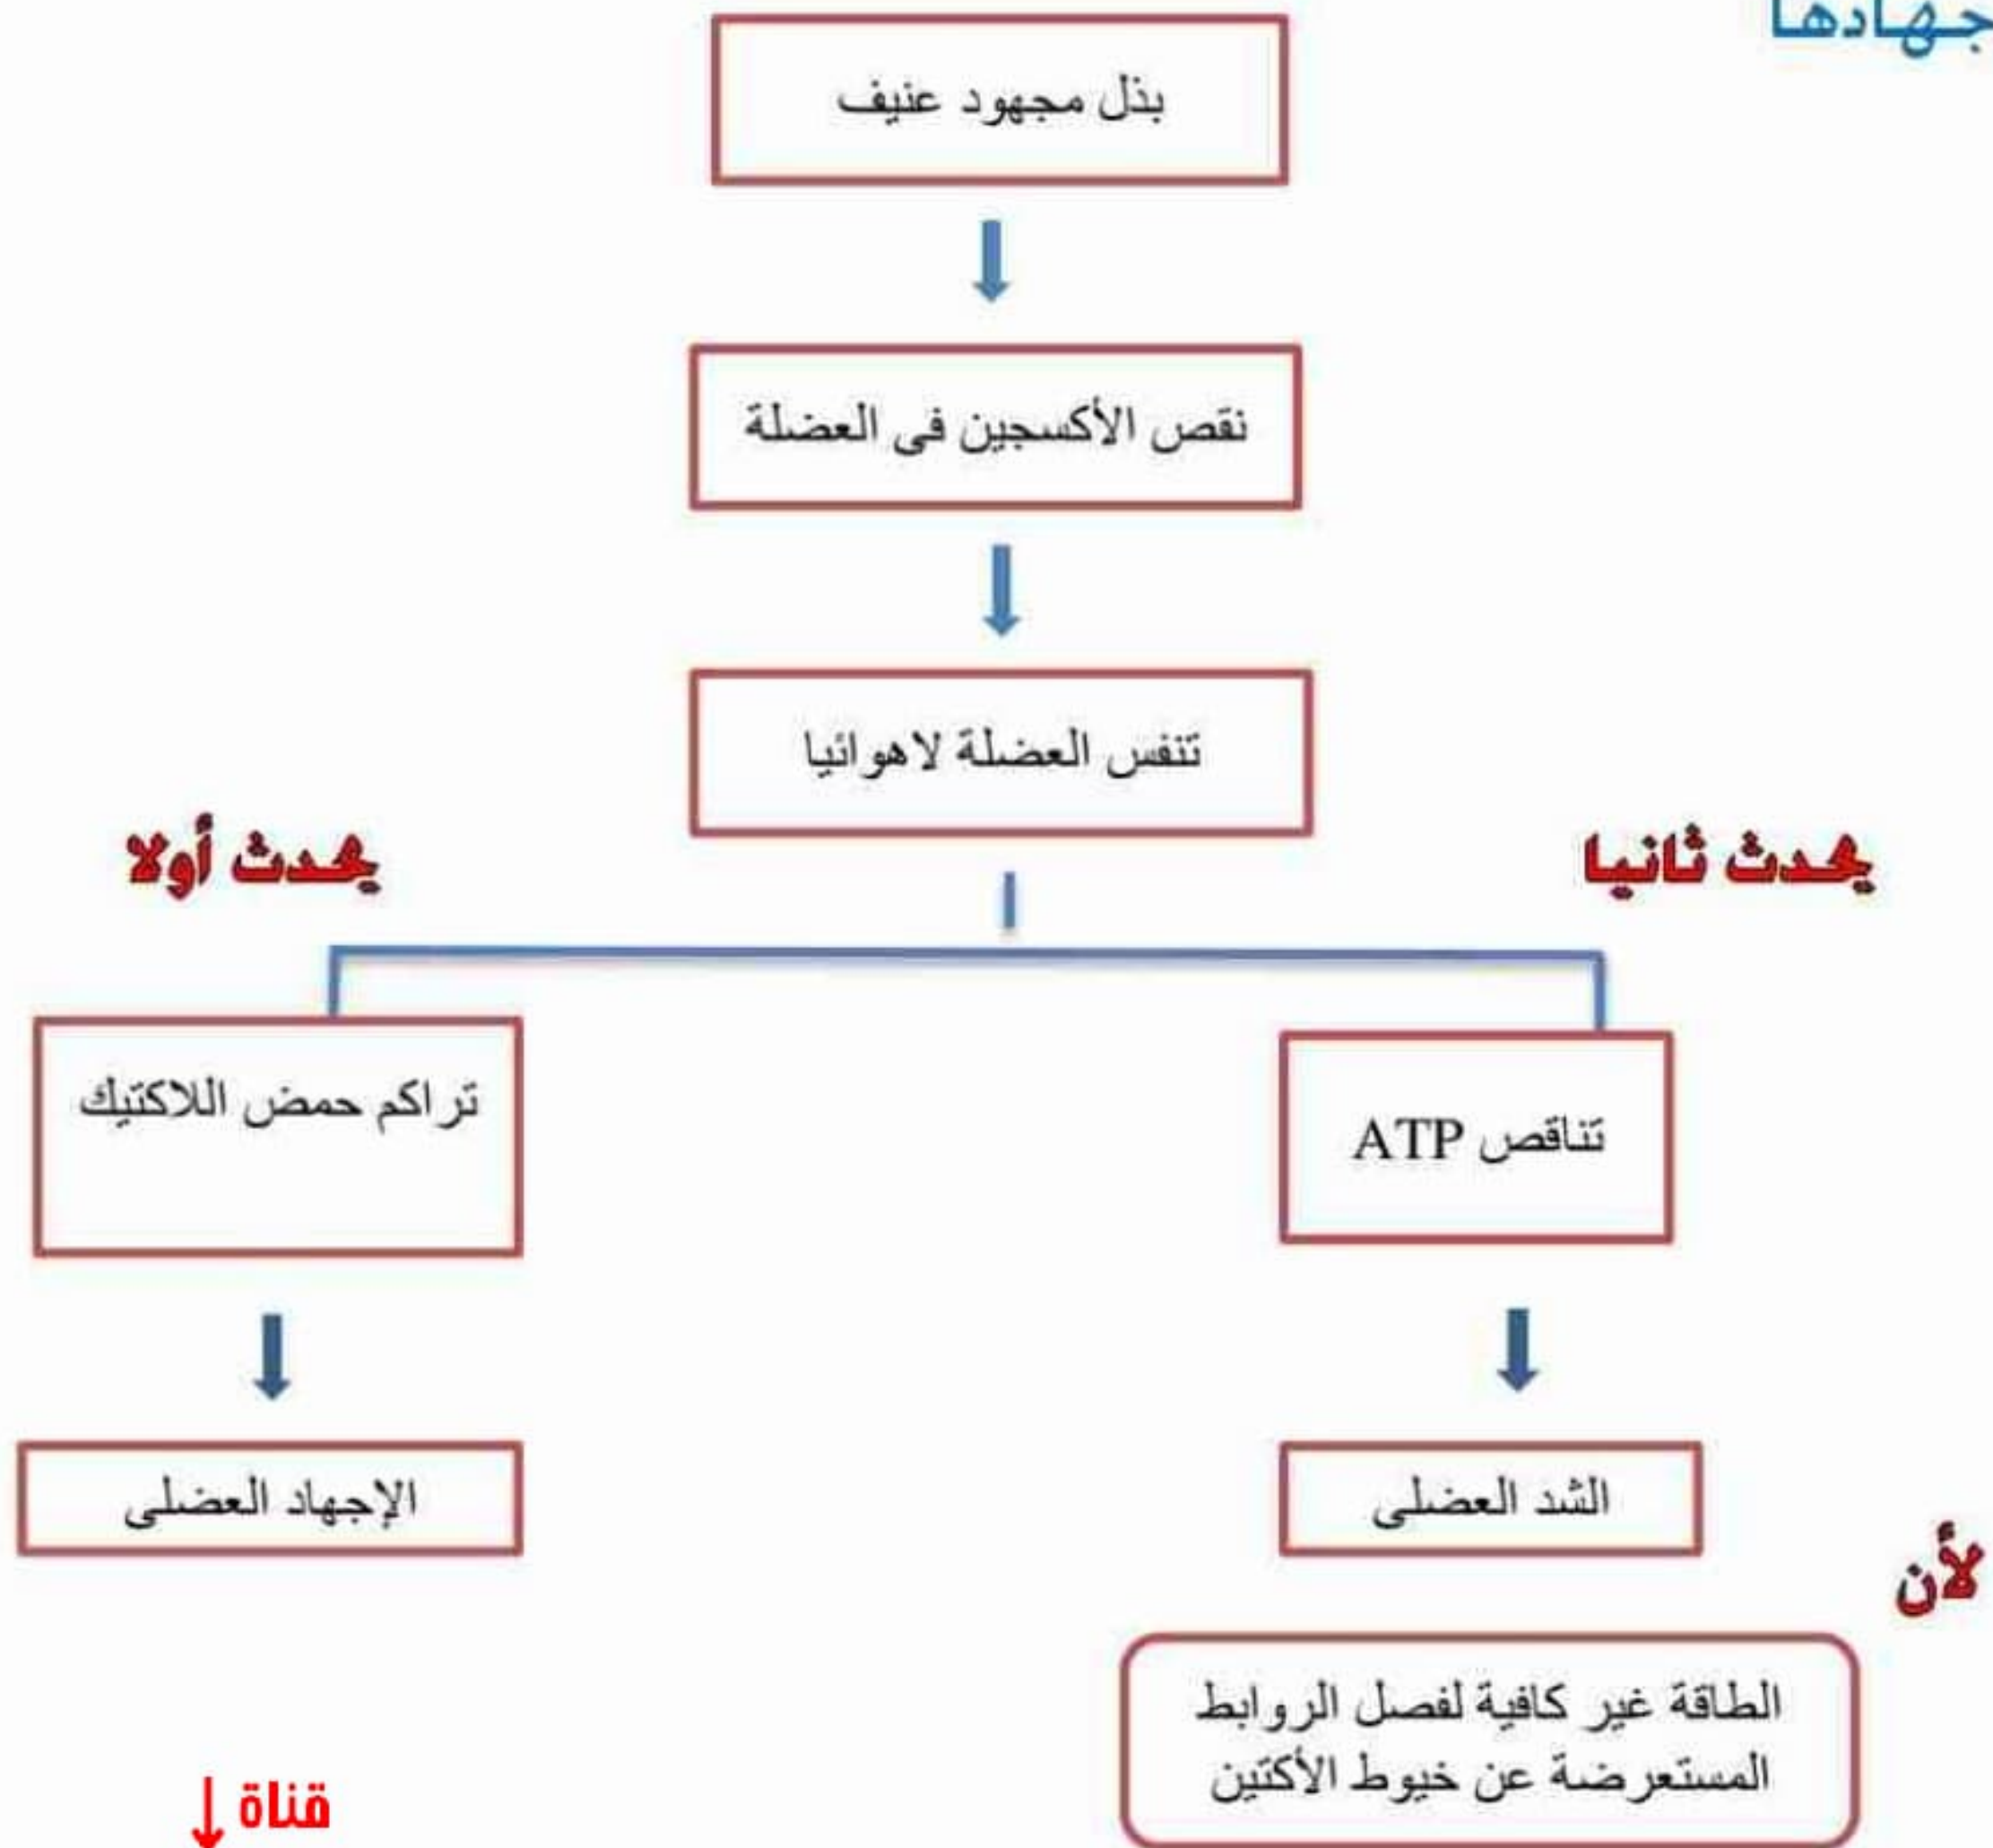 جهادها
بذل مجهود عنيف
نقص الأكسجين فى العضلة
تنفس العضلة لاهوائيا
يحدث ثانيا
يحدث أولا
تناقص ATP
تراكم حمض اللاكتيك
الشد العضلى
الإجهاد العضلى
لأن
الطاقة غير كافية لفصل الروابط
المستعرضة عن خيوط الأكتين
قناة